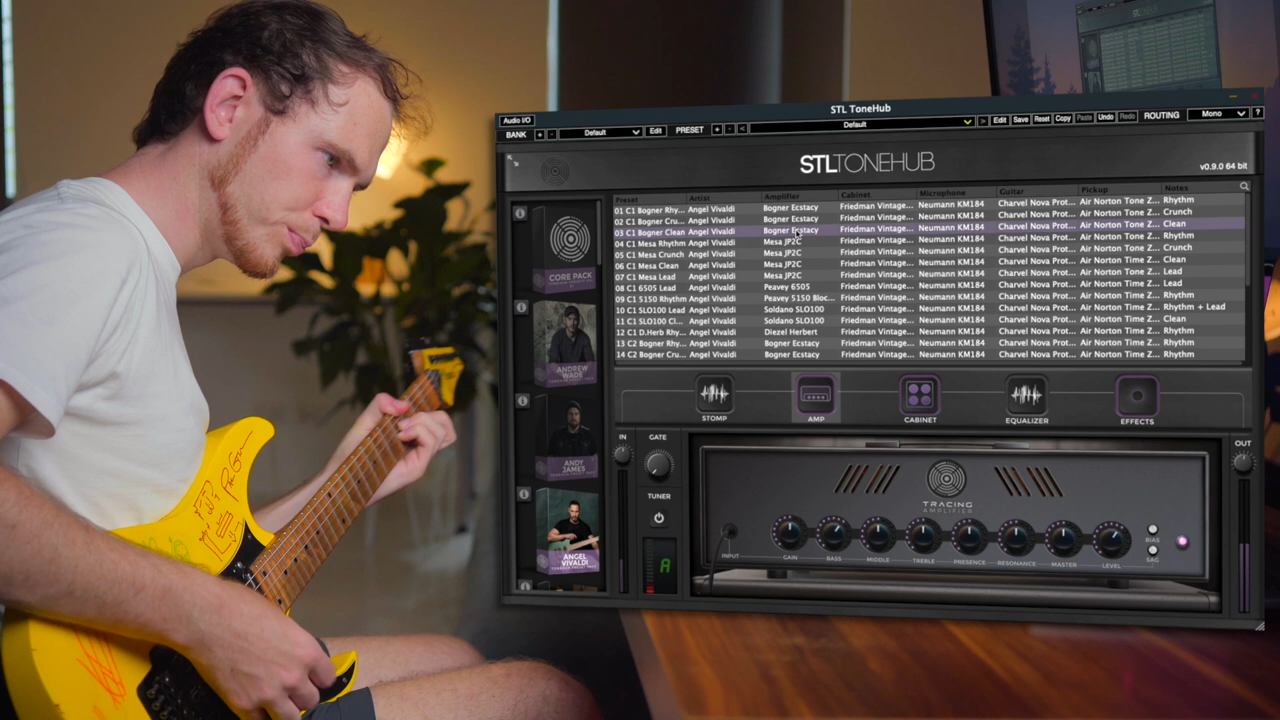 STL ToneHub
Audio I/O
BANK + - Default Edit PRESET + - < Default > Edit Save Reset Copy Paste Undo Redo ROUTING Mono ?
STLTONEHUB
v0.9.0 64 bit
Preset Artist Amplifier Cabinet Microphone Guitar Pickup Notes
01 C1 Bogner Rhy... Angel Vivaldi Bogner Ecstacy Friedman Vintage... Neumann KM184 Charvel Nova Prot... Air Norton Tone Z... Rhythm
02 C1 Bogner Cru... Angel Vivaldi Bogner Ecstacy Friedman Vintage... Neumann KM184 Charvel Nova Prot... Air Norton Time Z... Crunch
03 C1 Bogner Clean Angel Vivaldi Bogner Ecstacy Friedman Vintage... Neumann KM184 Charvel Nova Prot... Air Norton Time Z... Clean
04 C1 Mesa Rhythm Angel Vivaldi Mesa JP2C Friedman Vintage... Neumann KM184 Charvel Nova Prot... Air Norton Time Z... Rhythm
05 C1 Mesa Crunch Angel Vivaldi Mesa JP2C Friedman Vintage... Neumann KM184 Charvel Nova Prot... Air Norton Time Z... Crunch
06 C1 Mesa Clean Angel Vivaldi Mesa JP2C Friedman Vintage... Neumann KM184 Charvel Nova Prot... Air Norton Time Z... Clean
07 C1 Mesa Lead Angel Vivaldi Mesa JP2C Friedman Vintage... Neumann KM184 Charvel Nova Prot... Air Norton Time Z... Lead
08 C1 6505 Lead Angel Vivaldi Peavey 6505 Friedman Vintage... Neumann KM184 Charvel Nova Prot... Air Norton Time Z... Lead
09 C1 5150 Rhythm Angel Vivaldi Peavey 5150 Bloc... Friedman Vintage... Neumann KM184 Charvel Nova Prot... Air Norton Time Z... Rhythm
10 C1 SLO100 Lead Angel Vivaldi Soldano SLO100 Friedman Vintage... Neumann KM184 Charvel Nova Prot... Air Norton Time Z... Rhythm + Lead
11 C1 SLO100 Cl... Angel Vivaldi Soldano SLO100 Friedman Vintage... Neumann KM184 Charvel Nova Prot... Air Norton Time Z... Clean
12 C1 D.Herb Rhy... Angel Vivaldi Diezel Herbert Friedman Vintage... Neumann KM184 Charvel Nova Prot... Air Norton Time Z... Rhythm
13 C2 Bogner Rhy... Angel Vivaldi Bogner Ecstacy Friedman Vintage... Neumann KM184 Charvel Nova Prot... Air Norton Time Z... Rhythm
14 C2 Bogner Cru... Angel Vivaldi Bogner Ecstacy Friedman Vintage... Neumann KM184 Charvel Nova Prot... Air Norton Time Z... Rhythm
CORE PACK
ANDREW
WADE
ANDY
JAMES
ANGEL
VIVALDI
STOMP AMP CABINET EQUALIZER EFFECTS
IN GATE OUT
TUNER
A
TRACING
AMPLIFIER
INPUT GAIN BASS MIDDLE TREBLE PRESENCE RESONANCE MASTER LEVEL
BIAS
SAG